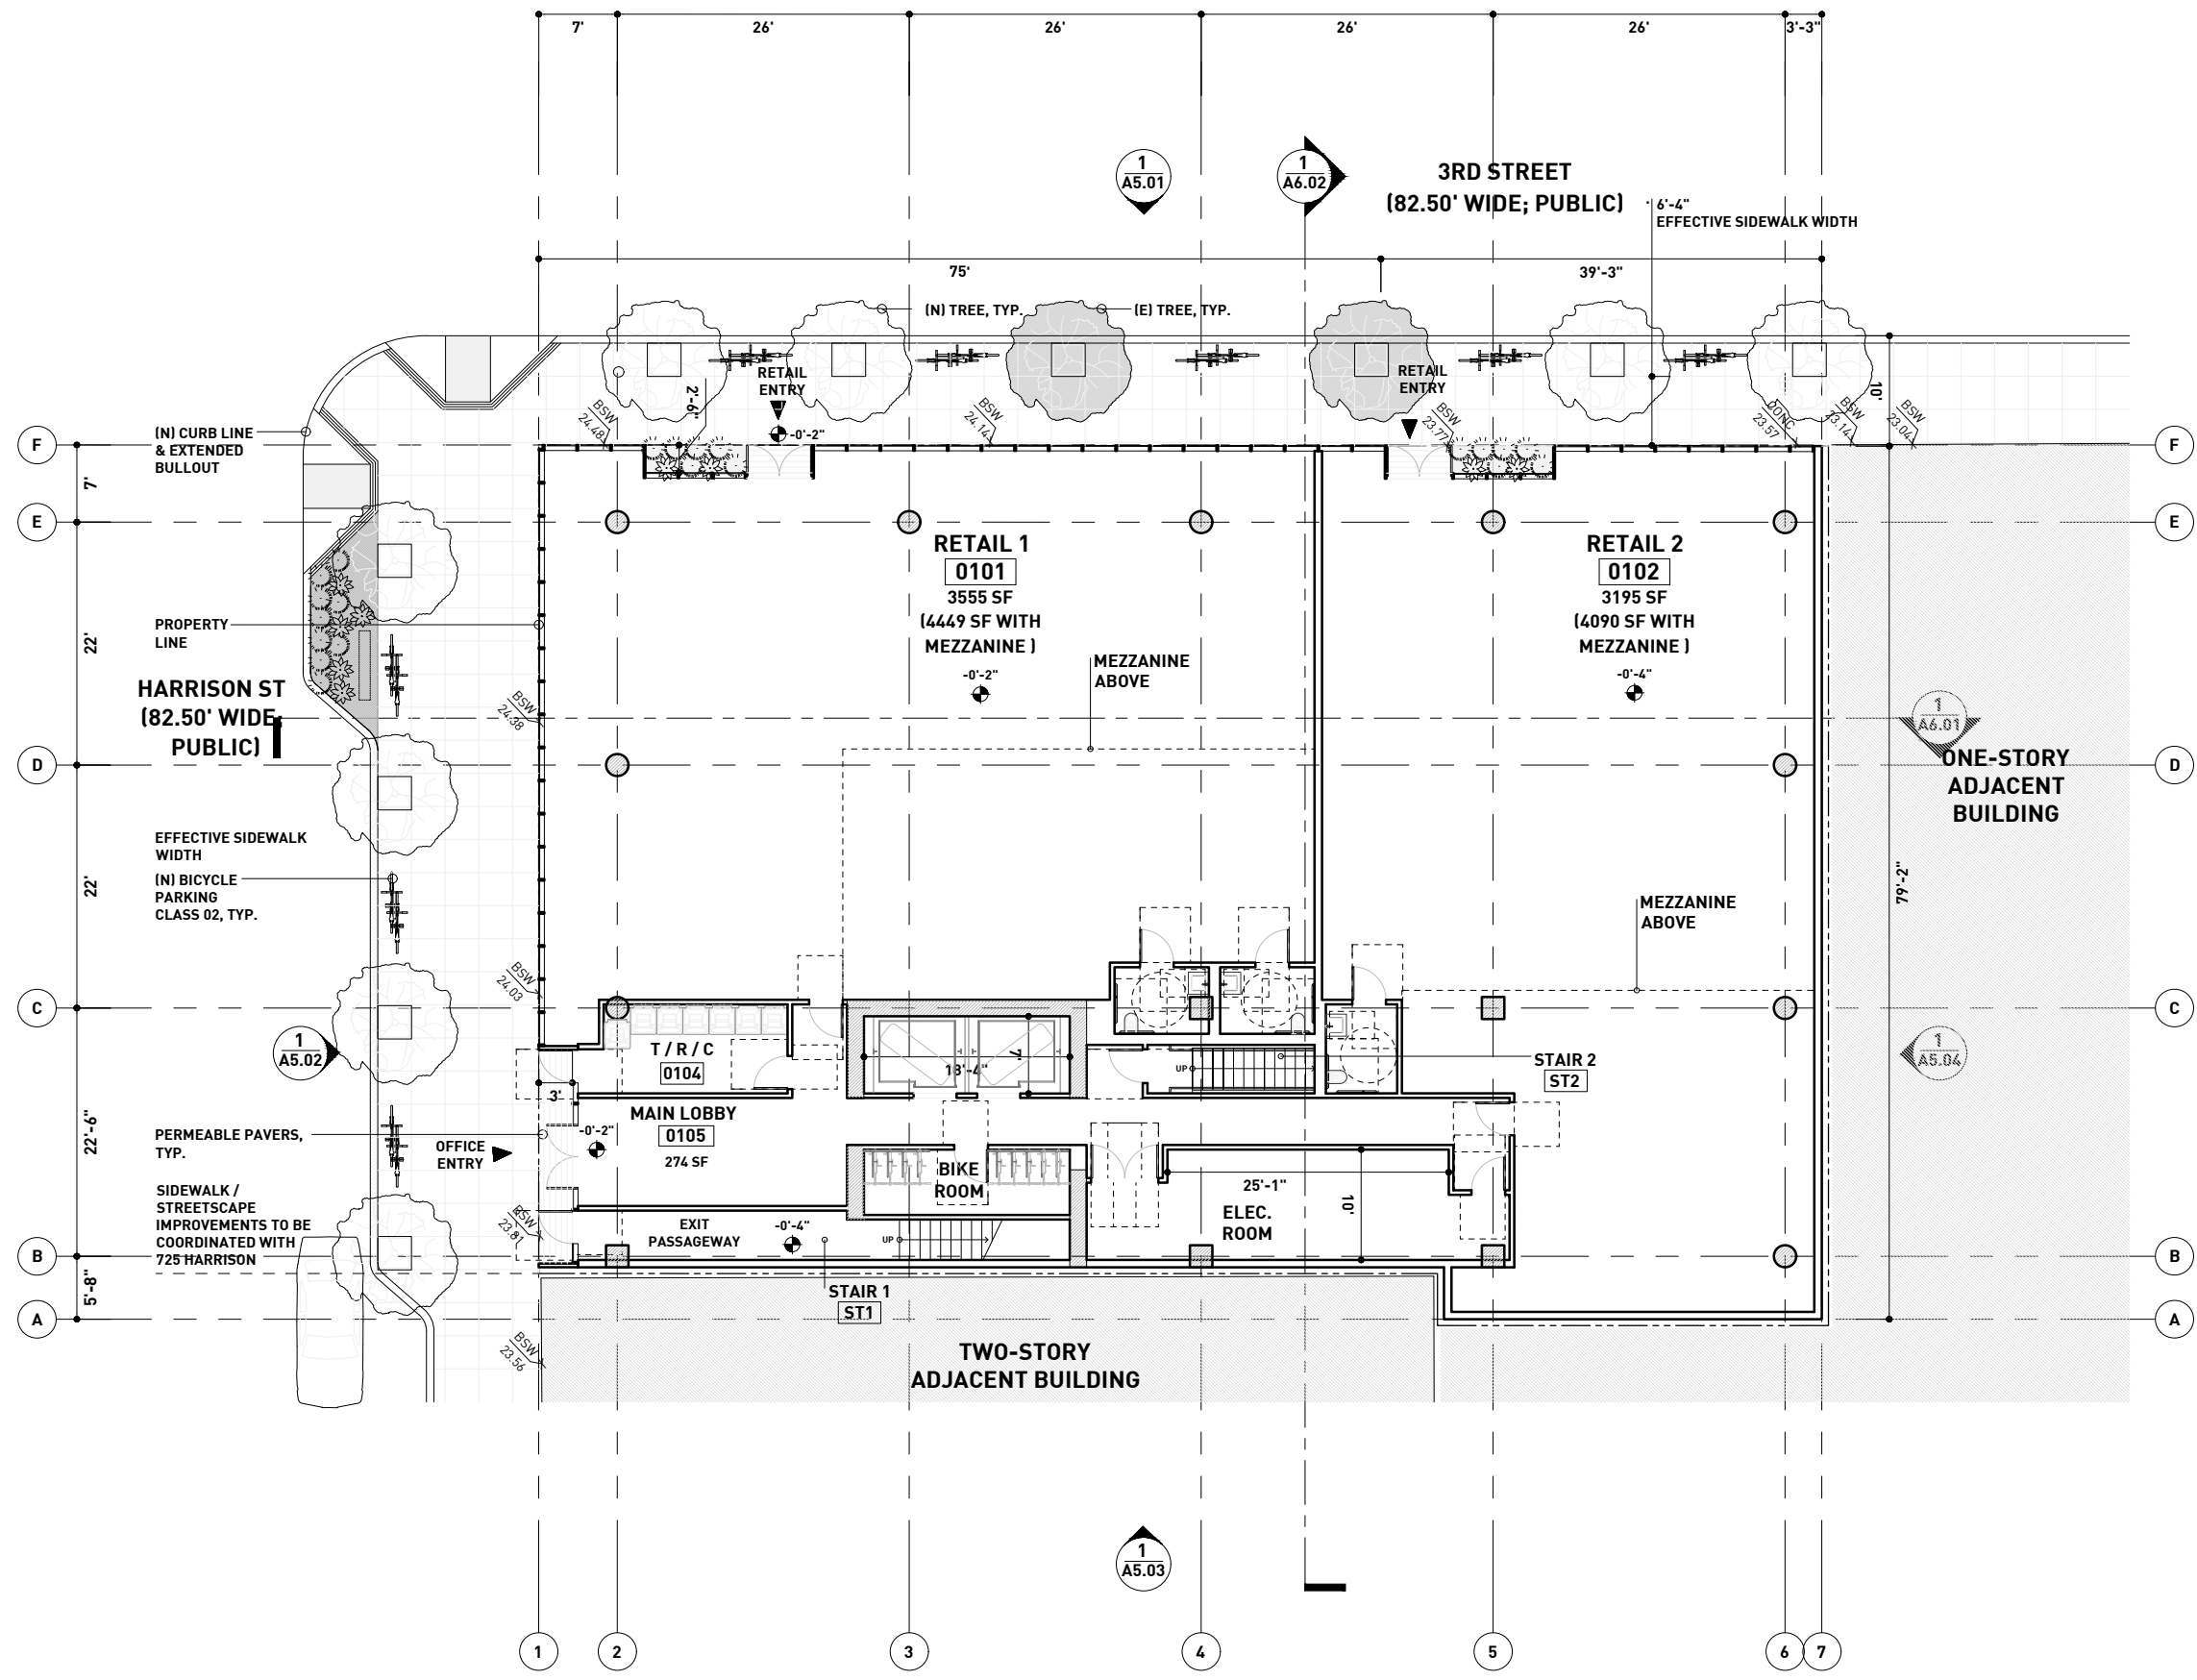 7'
26'
26'
26'
26'
3'-3"
1
A5.01
1
A6.02
3RD STREET
(82.50' WIDE; PUBLIC)
6'-4"
EFFECTIVE SIDEWALK WIDTH
75'
39'-3"
(N) TREE, TYP.
(E) TREE, TYP.
RETAIL
ENTRY
RETAIL
ENTRY
2'-6"
10'
BSW
24.48
BSW
24.14
BSW
23.77
CONC
23.57
BSW
23.14
BSW
23.04
-0'-2"
(N) CURB LINE
& EXTENDED
BULLOUT
F
F
7'
E
E
RETAIL 1
0101
3555 SF
(4449 SF WITH
MEZZANINE )
-0'-2"
RETAIL 2
0102
3195 SF
(4090 SF WITH
MEZZANINE )
-0'-4"
PROPERTY
LINE
22'
MEZZANINE
ABOVE
HARRISON ST
(82.50' WIDE;
PUBLIC)
BSW
24.38
1
A6.01
ONE-STORY
ADJACENT
BUILDING
D
D
EFFECTIVE SIDEWALK
WIDTH
(N) BICYCLE
PARKING
CLASS 02, TYP.
22'
79'-2"
MEZZANINE
ABOVE
BSW
24.03
C
C
1
A5.02
1
A5.04
T / R / C
0104
7'
18'-4"
UP
STAIR 2
ST2
3'
MAIN LOBBY
0105
274 SF
-0'-2"
22'-6"
PERMEABLE PAVERS,
TYP.
OFFICE
ENTRY
BIKE
ROOM
25'-1"
10'
ELEC.
ROOM
SIDEWALK /
STREETSCAPE
IMPROVEMENTS TO BE
COORDINATED WITH
725 HARRISON
BSW
23.81
EXIT
PASSAGEWAY
-0'-4"
UP
B
B
5'-8"
STAIR 1
ST1
A
A
BSW
23.56
TWO-STORY
ADJACENT BUILDING
1
A5.03
1
2
3
4
5
6
7